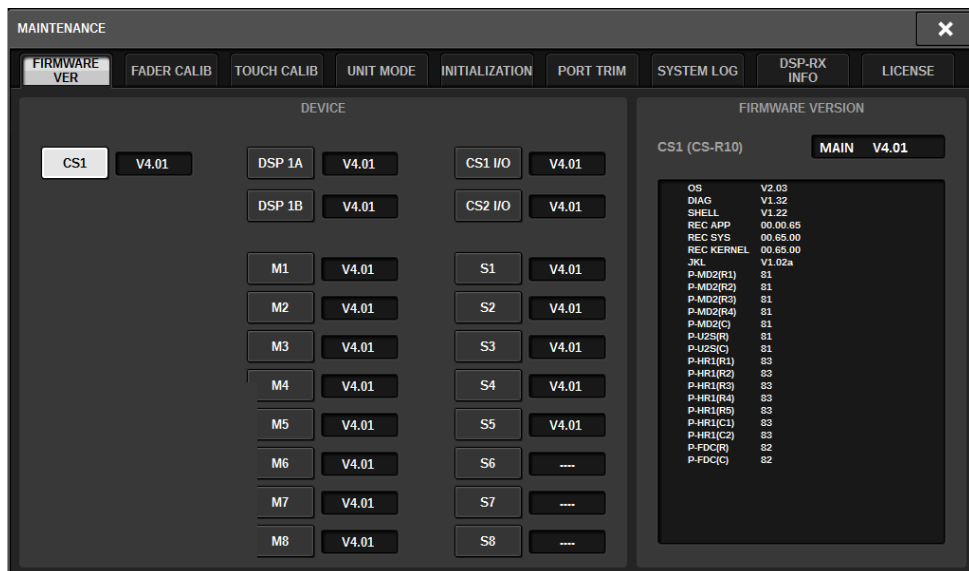 MAINTENANCE
FIRMWARE VER FADER CALIB TOUCH CALIB UNIT MODE INITIALIZATION PORT TRIM SYSTEM LOG DSP-RX INFO LICENSE
DEVICE
CS1 V4.01 DSP 1A V4.01 CS1 I/O V4.01
DSP 1B V4.01 CS2 I/O V4.01
M1 V4.01 S1 V4.01
M2 V4.01 S2 V4.01
M3 V4.01 S3 V4.01
M4 V4.01 S4 V4.01
M5 V4.01 S5 V4.01
M6 V4.01 S6 ----
M7 V4.01 S7 ----
M8 V4.01 S8 ----
FIRMWARE VERSION
CS1 (CS-R10) MAIN V4.01
OS V2.03
DIAG V1.32
SHELL V1.22
REC APP 00.00.65
REC SYS 00.65.00
REC KERNEL 00.65.00
JKL V1.02a
P-MD2(R1) 81
P-MD2(R2) 81
P-MD2(R3) 81
P-MD2(R4) 81
P-MD2(C) 81
P-U2S(R) 81
P-U2S(C) 81
P-HR1(R1) 83
P-HR1(R2) 83
P-HR1(R3) 83
P-HR1(R4) 83
P-HR1(R5) 83
P-HR1(C1) 83
P-HR1(C2) 83
P-FDC(R) 82
P-FDC(C) 82